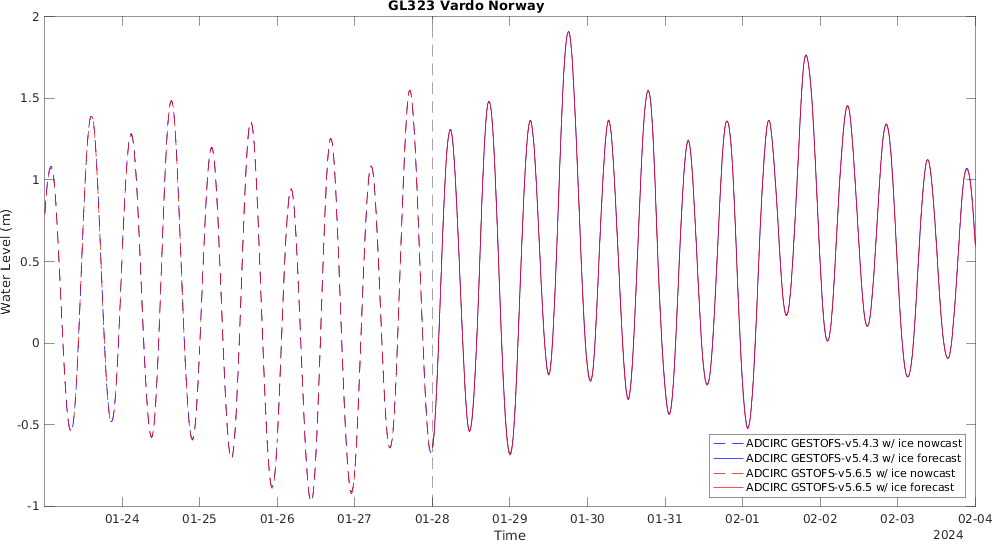 GL323 Vardo Norway
2
1.5
1
0.5
0
-0.5
-1
Water Level (m)
ADCIRC GESTOFS-v5.4.3 w/ ice nowcast
ADCIRC GESTOFS-v5.4.3 w/ ice forecast
ADCIRC GSTOFS-v5.6.5 w/ ice nowcast
ADCIRC GSTOFS-v5.6.5 w/ ice forecast
01-24 01-25 01-26 01-27 01-28 01-29 01-30 01-31 02-01 02-02 02-03 02-04
Time
2024